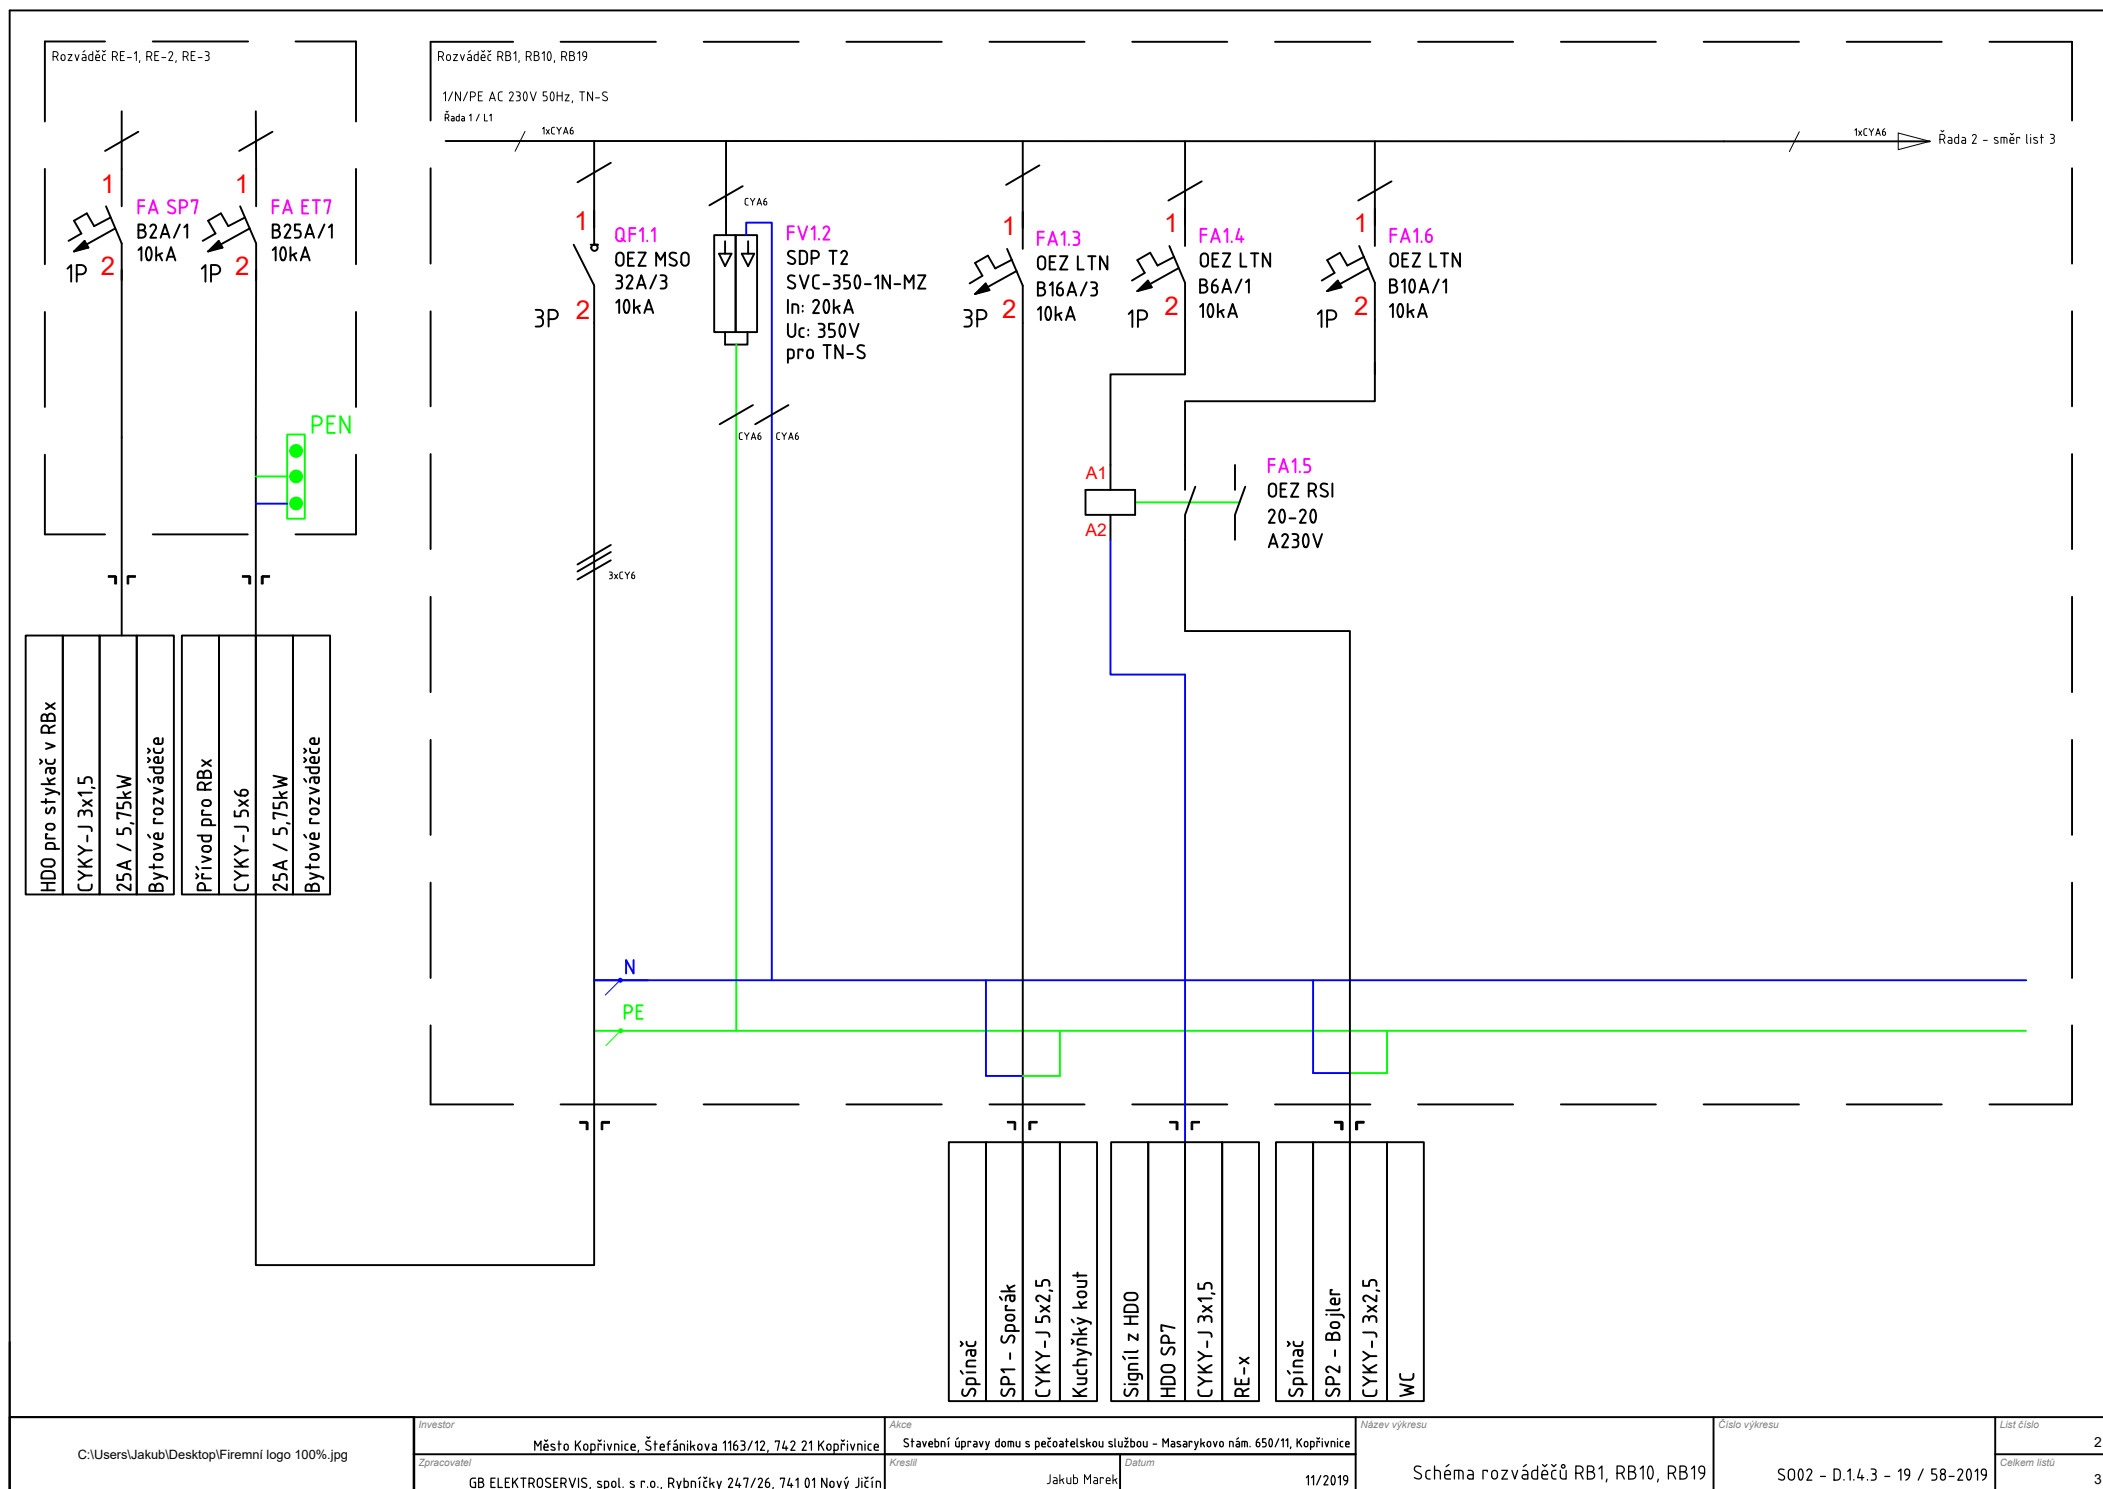 Rozváděč RE-1, RE-2, RE-3
1
FA SP7
B2A/1
10kA
1P
2
1
FA ET7
B25A/1
10kA
1P
2
PEN
HDO pro stykač v RBx
CYKY-J 3x1,5
25A / 5,75kW
Bytové rozváděče
Přívod pro RBx
CYKY-J 5x6
25A / 5,75kW
Bytové rozváděče
Rozváděč RB1, RB10, RB19
1/N/PE AC 230V 50Hz, TN-S
Řada 1 / L1
1xCYA6
1xCYA6
Řada 2 - směr list 3
1
QF1.1
OEZ MSO
32A/3
10kA
3P
2
3xCY6
CYA6
FV1.2
SDP T2
SVC-350-1N-MZ
In: 20kA
Uc: 350V
pro TN-S
CYA6
CYA6
1
FA1.3
OEZ LTN
B16A/3
10kA
3P
2
1
FA1.4
OEZ LTN
B6A/1
10kA
1P
2
1
FA1.6
OEZ LTN
B10A/1
10kA
1P
2
A1
A2
FA1.5
OEZ RSI
20-20
A230V
N
PE
Spínač
SP1 - Sporák
CYKY-J 5x2,5
Kuchyňký kout
Signíl z HDO
HDO SP7
CYKY-J 3x1,5
RE-x
Spínač
SP2 - Bojler
CYKY-J 3x2,5
WC
C:\Users\Jakub\Desktop\Firemní logo 100%.jpg
Investor
Město Kopřivnice, Štefánikova 1163/12, 742 21 Kopřivnice
Zpracovatel
GB ELEKTROSERVIS, spol. s r.o., Rybníčky 247/26, 741 01 Nový Jičín
Akce
Stavební úpravy domu s pečoatelskou službou - Masarykovo nám. 650/11, Kopřivnice
Kreslil
Jakub Marek
Datum
11/2019
Název výkresu
Schéma rozváděčů RB1, RB10, RB19
Číslo výkresu
SO02 - D.1.4.3 - 19 / 58-2019
List číslo
2
Celkem listů
3